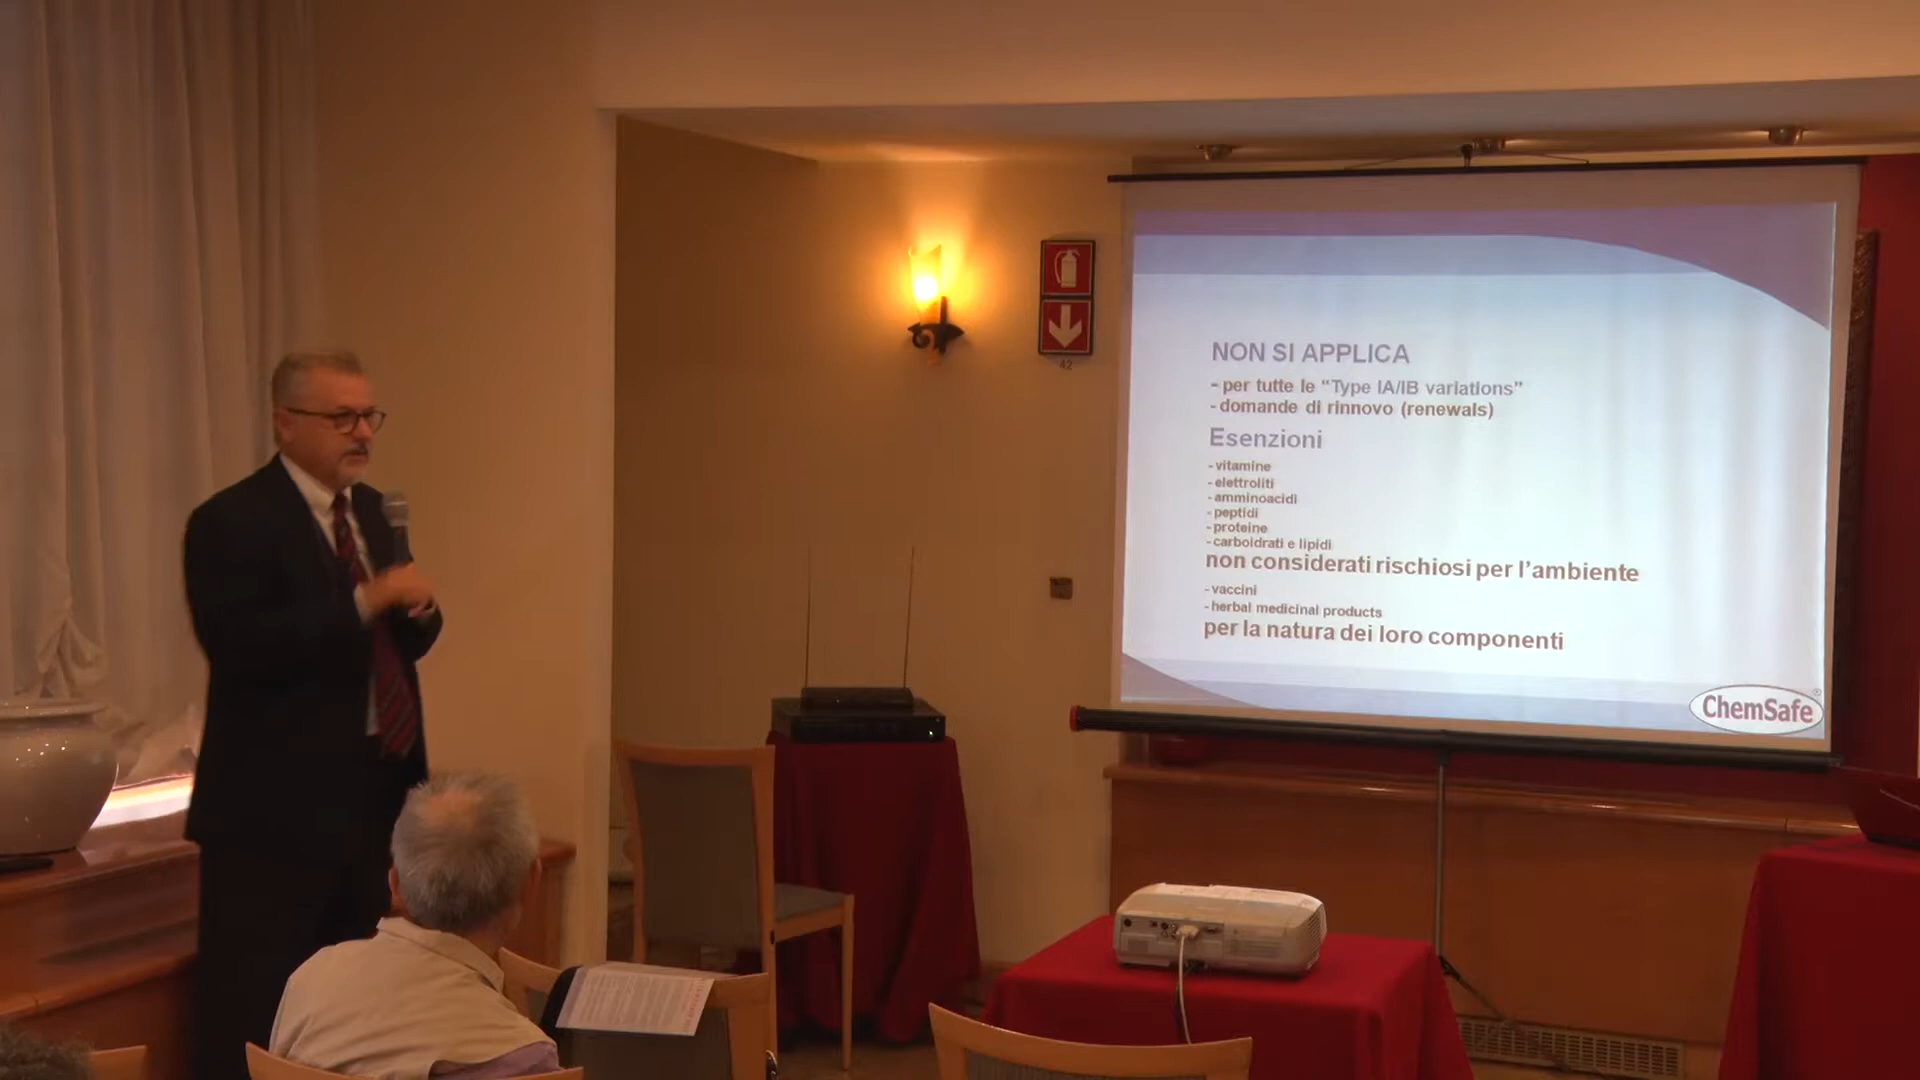 42
NON SI APPLICA
- per tutte le “Type IA/IB variations”
- domande di rinnovo (renewals)
Esenzioni
- vitamine
- elettroliti
- amminoacidi
- peptidi
- proteine
- carboidrati e lipidi
non considerati rischiosi per l’ambiente
- vaccini
- herbal medicinal products
per la natura dei loro componenti
ChemSafe®